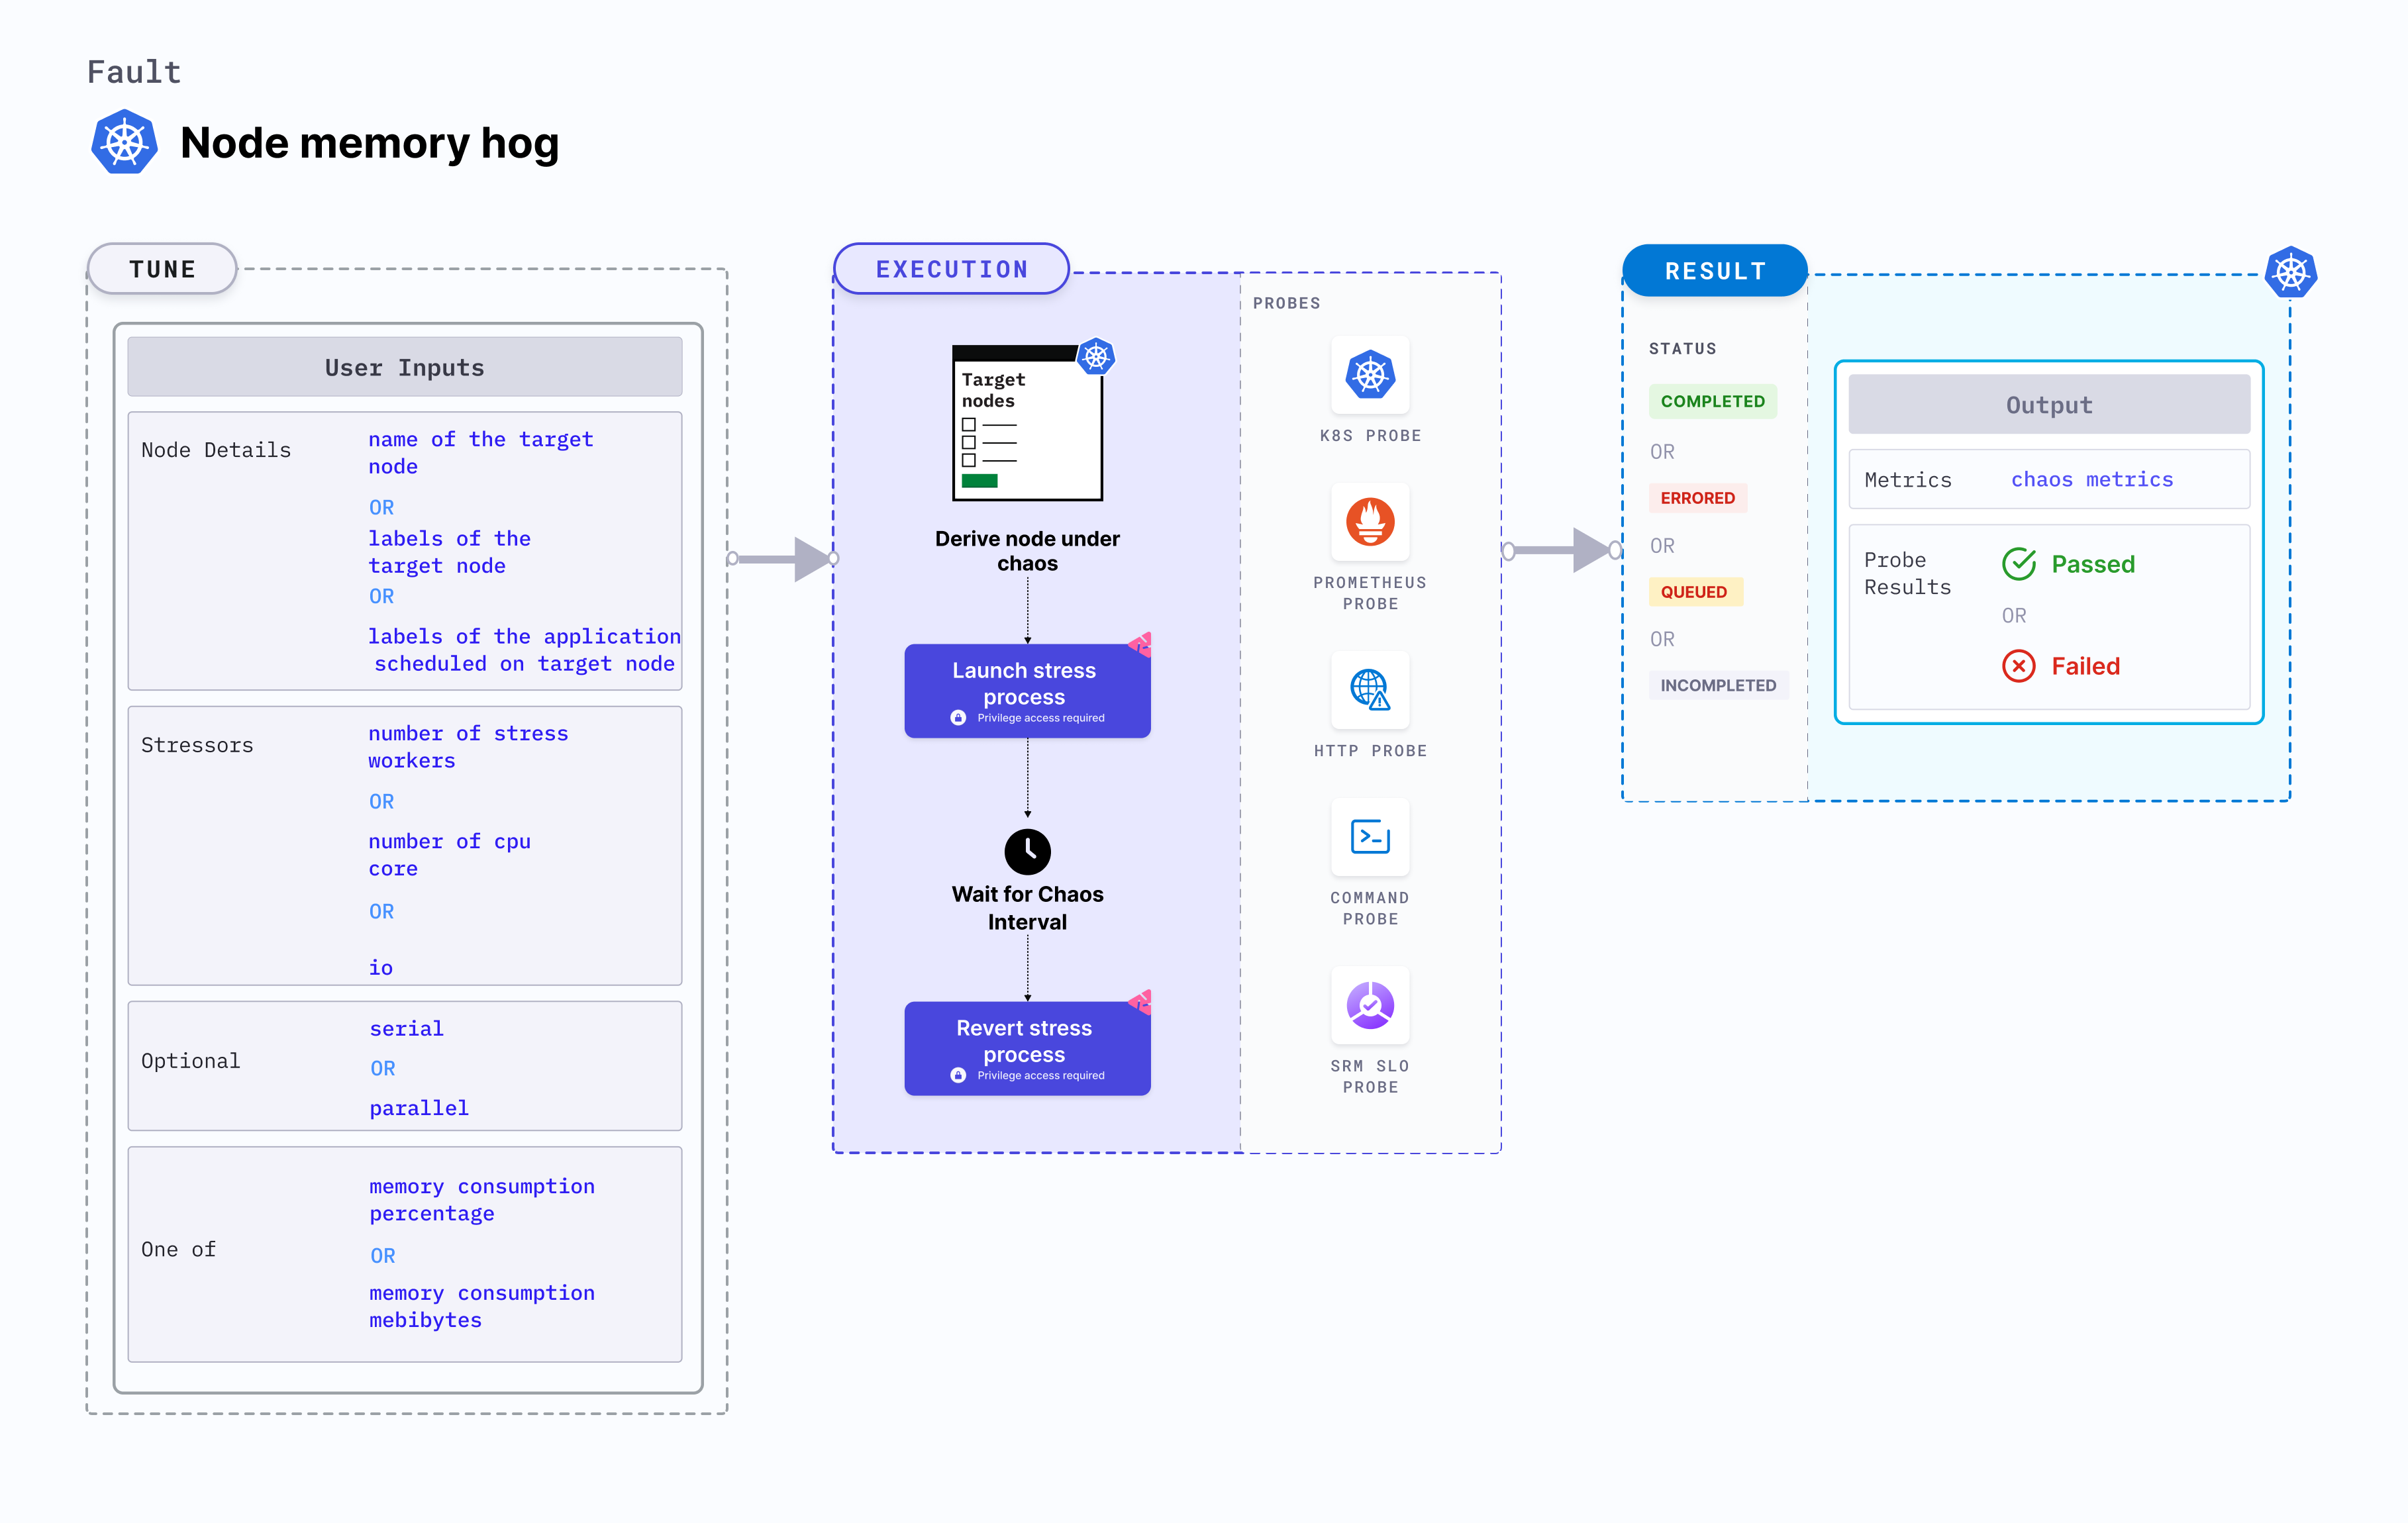 Fault
Node memory hog
TUNE
User Inputs
Node Details
name of the target
node
OR
labels of the
target node
OR
labels of the application
scheduled on target node
Stressors
number of stress
workers
OR
number of cpu
core
OR
io
Optional
serial
OR
parallel
One of
memory consumption
percentage
OR
memory consumption
mebibytes
EXECUTION
Target
nodes
Derive node under
chaos
Launch stress
process
Privilege access required
Wait for Chaos
Interval
Revert stress
process
Privilege access required
PROBES
K8S PROBE
PROMETHEUS
PROBE
HTTP PROBE
COMMAND
PROBE
SRM SLO
PROBE
RESULT
STATUS
COMPLETED
OR
ERRORED
OR
QUEUED
OR
INCOMPLETED
Output
Metrics
chaos metrics
Probe
Results
Passed
OR
Failed